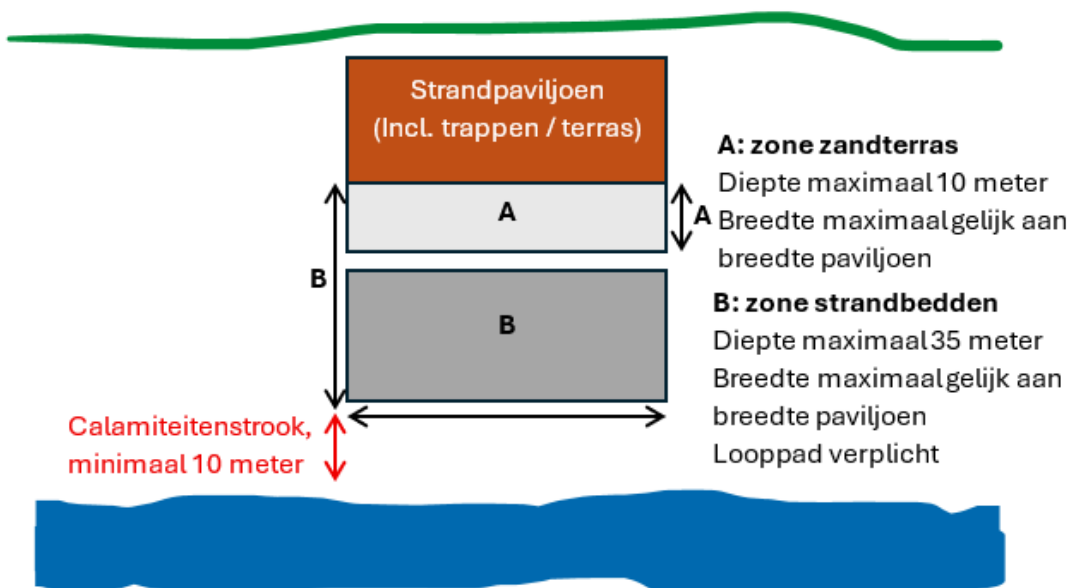 Strandpaviljoen
(Incl. trappen / terras)
A
A
B
B
A: zone zandterras
Diepte maximaal 10 meter
Breedte maximaal gelijk aan
breedte paviljoen
B: zone strandbedden
Diepte maximaal 35 meter
Breedte maximaal gelijk aan
breedte paviljoen
Looppad verplicht
Calamiteitenstrook,
minimaal 10 meter